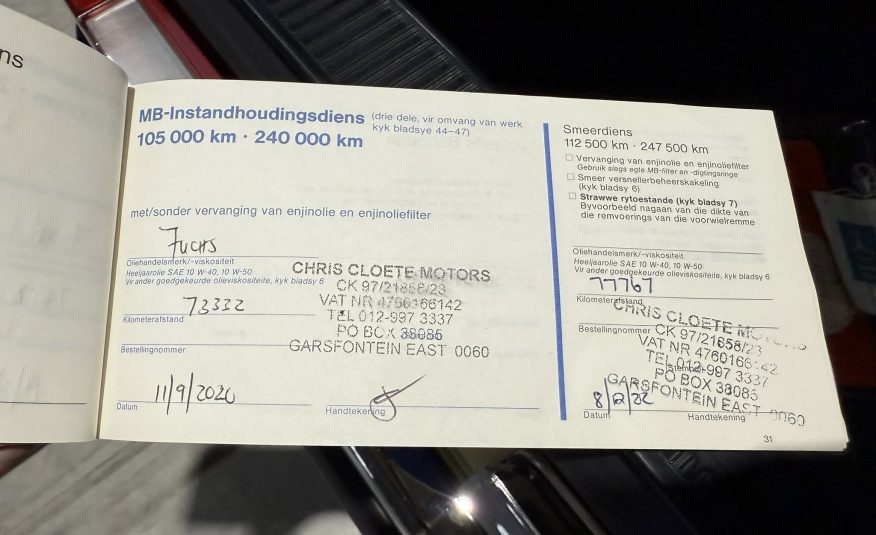 ns
MB-Instandhoudingsdiens (drie dele, vir omvang van werk
kyk bladsye 44–47)
105 000 km · 240 000 km
met/sonder vervanging van enjinolie en enjinoliefilter
Fuchs
Oliehandelsmerk/-viskositeit
Heeljaarolie SAE 10 W-40, 10 W-50
Vir ander goedgekeurde olieviskositeite, kyk bladsy 6
73332
Kilometerafstand
Bestellingnommer
CHRIS CLOETE MOTORS
CK 97/21858/23
VAT NR 4760166142
TEL 012-997 3337
PO BOX 38085
GARSFONTEIN EAST 0060
11/9/2020
Datum
Handtekening
Smeerdiens
112 500 km · 247 500 km
Vervanging van enjinolie en enjinoliefilter
Gebruik slegs egte MB-filter en -digtingsringe
Smeer versnellerbeheerskakeling
(kyk bladsy 6)
Strawwe rytoestande (kyk bladsy 7)
Byvoorbeeld nagaan van die dikte van
die remvoerings van die voorwielremme
Oliehandelsmerk/-viskositeit
Heeljaarolie SAE 10 W-40, 10 W-50
Vir ander goedgekeurde olieviskositeite, kyk bladsy 6
77767
Kilometerafstand
Bestellingnommer
CHRIS CLOETE MOTORS
CK 97/21858/23
VAT NR 4760166142
TEL 012-997 3337
PO BOX 38085
GARSFONTEIN EAST 0060
8/2/22
Datum
Handtekening
31